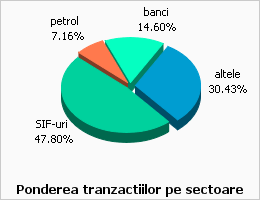 banci
14.60%
petrol
7.16%
altele
30.43%
SIF-uri
47.80%
Ponderea tranzactiilor pe sectoare